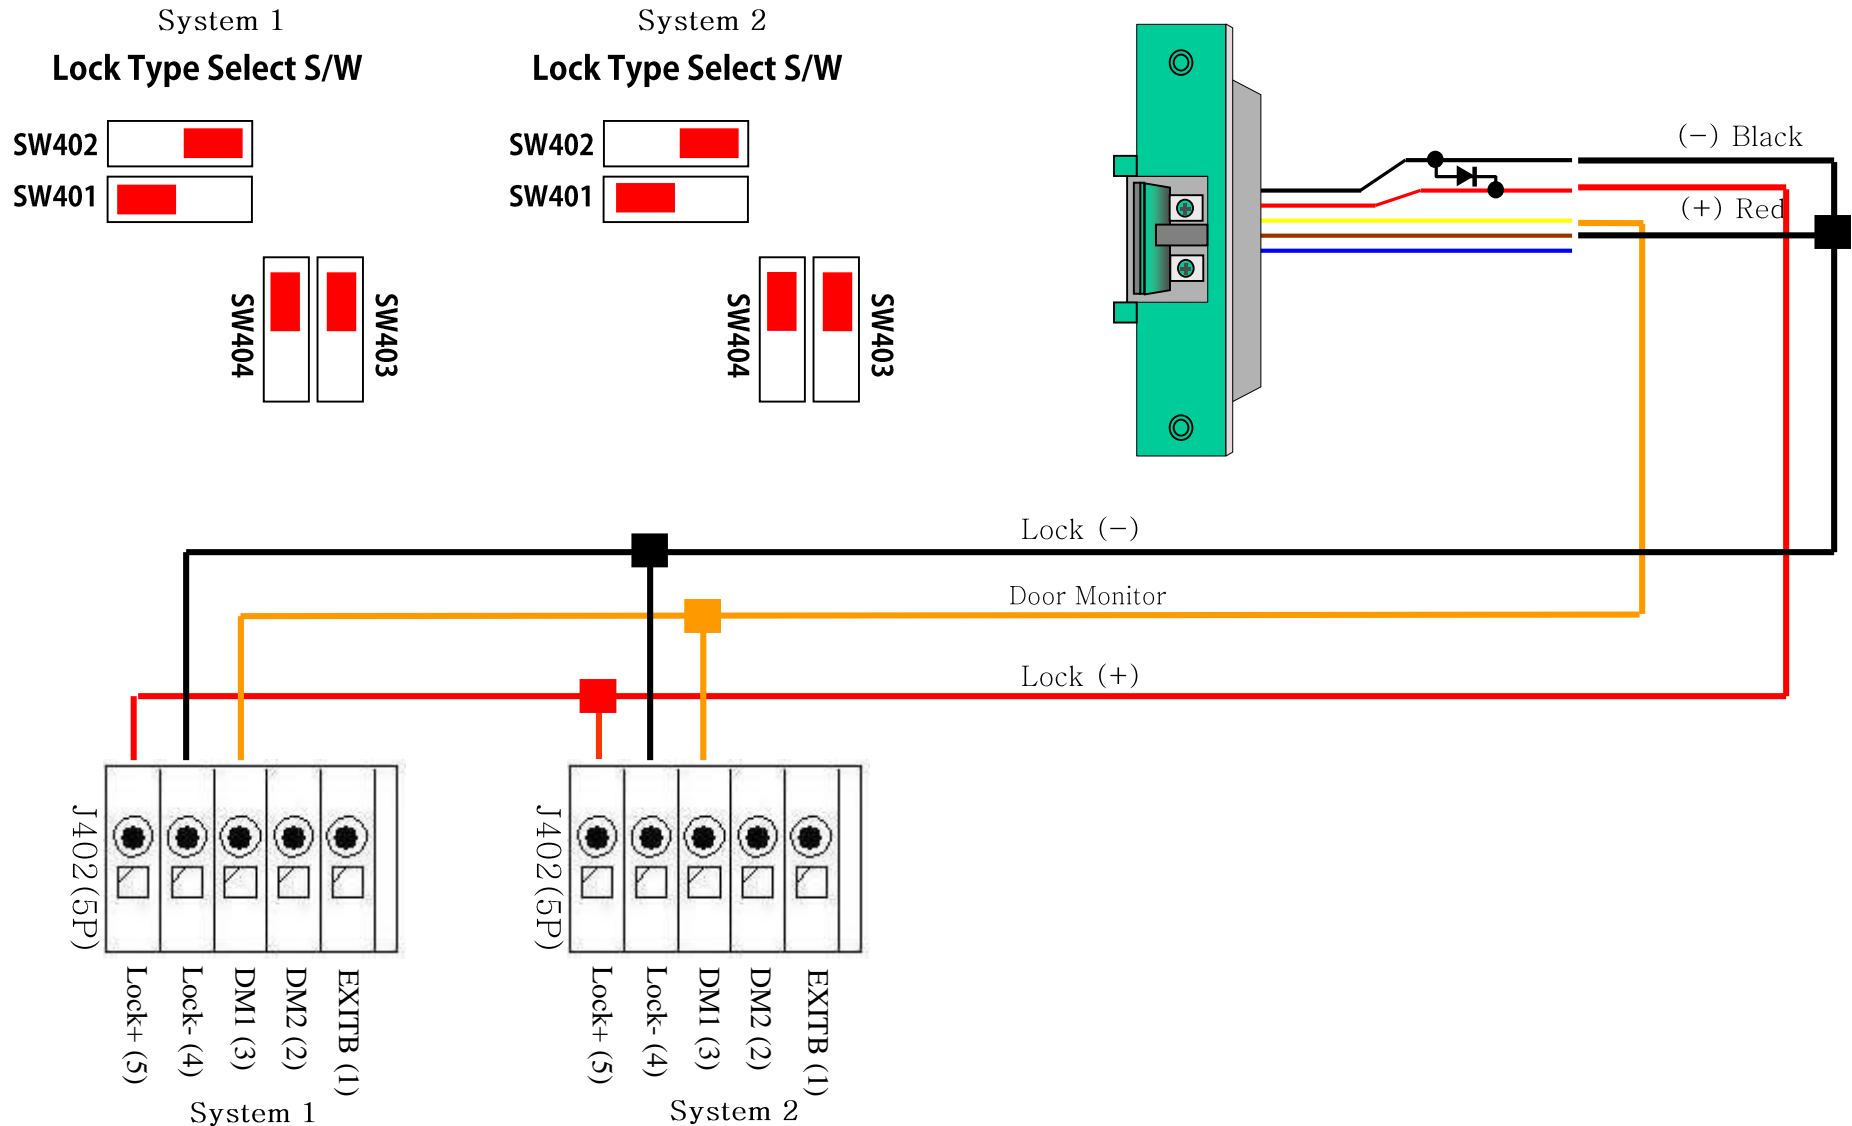 System 1
Lock Type Select S/W
SW402
SW401
SW404
SW403
System 2
Lock Type Select S/W
SW402
SW401
SW404
SW403
(−) Black
(+) Red
Lock (−)
Door Monitor
Lock (+)
J402(5P)
Lock+ (5)
Lock- (4)
DM1 (3)
DM2 (2)
EXITB (1)
System 1
J402(5P)
Lock+ (5)
Lock- (4)
DM1 (3)
DM2 (2)
EXITB (1)
System 2